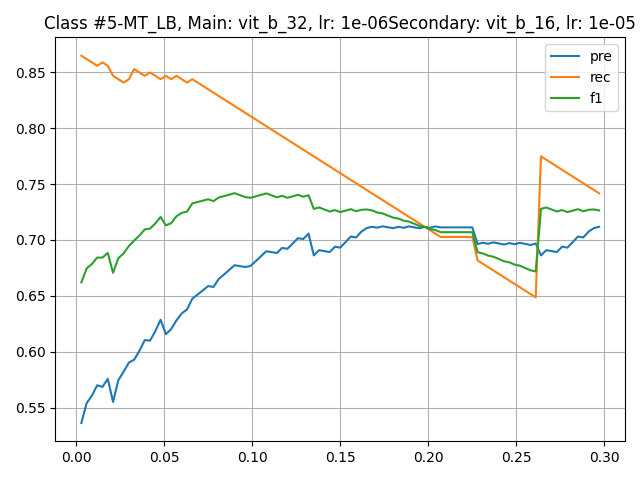 Class #5-MT_LB, Main: vit_b_32, lr: 1e-06Secondary: vit_b_16, lr: 1e-05
pre
rec
f1
0.85
0.80
0.75
0.70
0.65
0.60
0.55
0.00 0.05 0.10 0.15 0.20 0.25 0.30